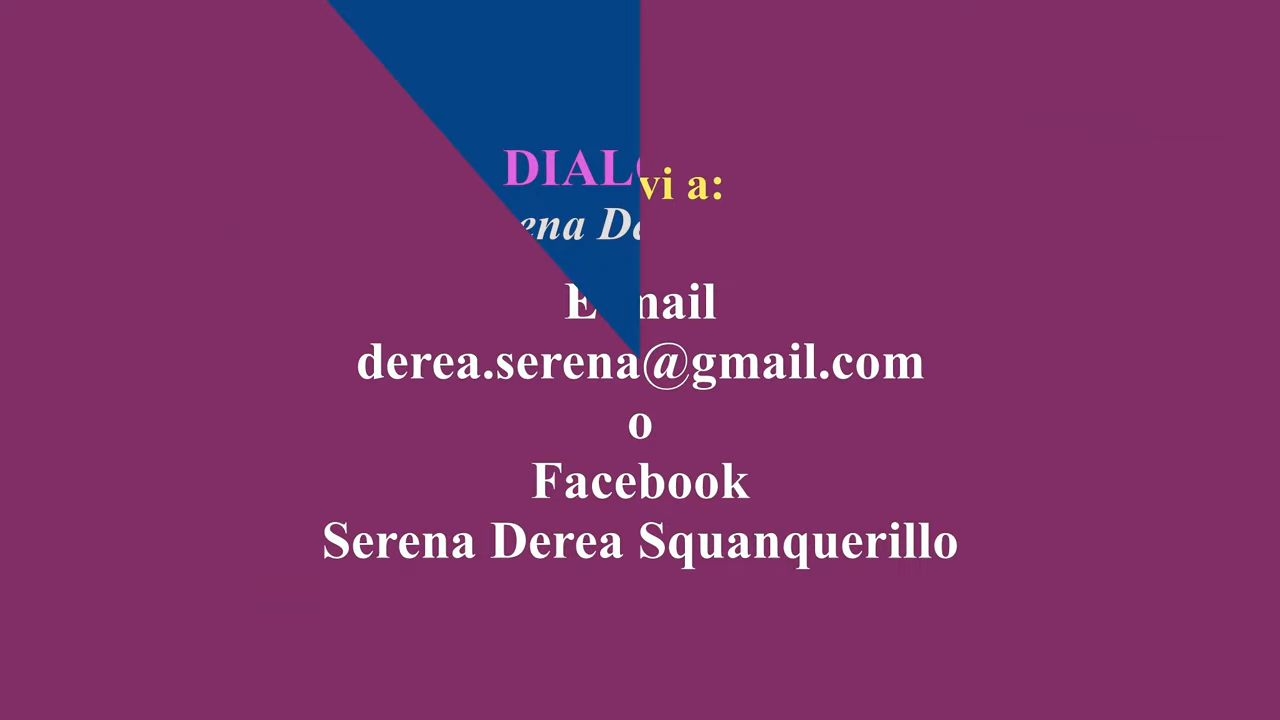 DIAL
vi a:
ena De
E-mail
derea.serena@gmail.com
o
Facebook
Serena Derea Squanquerillo